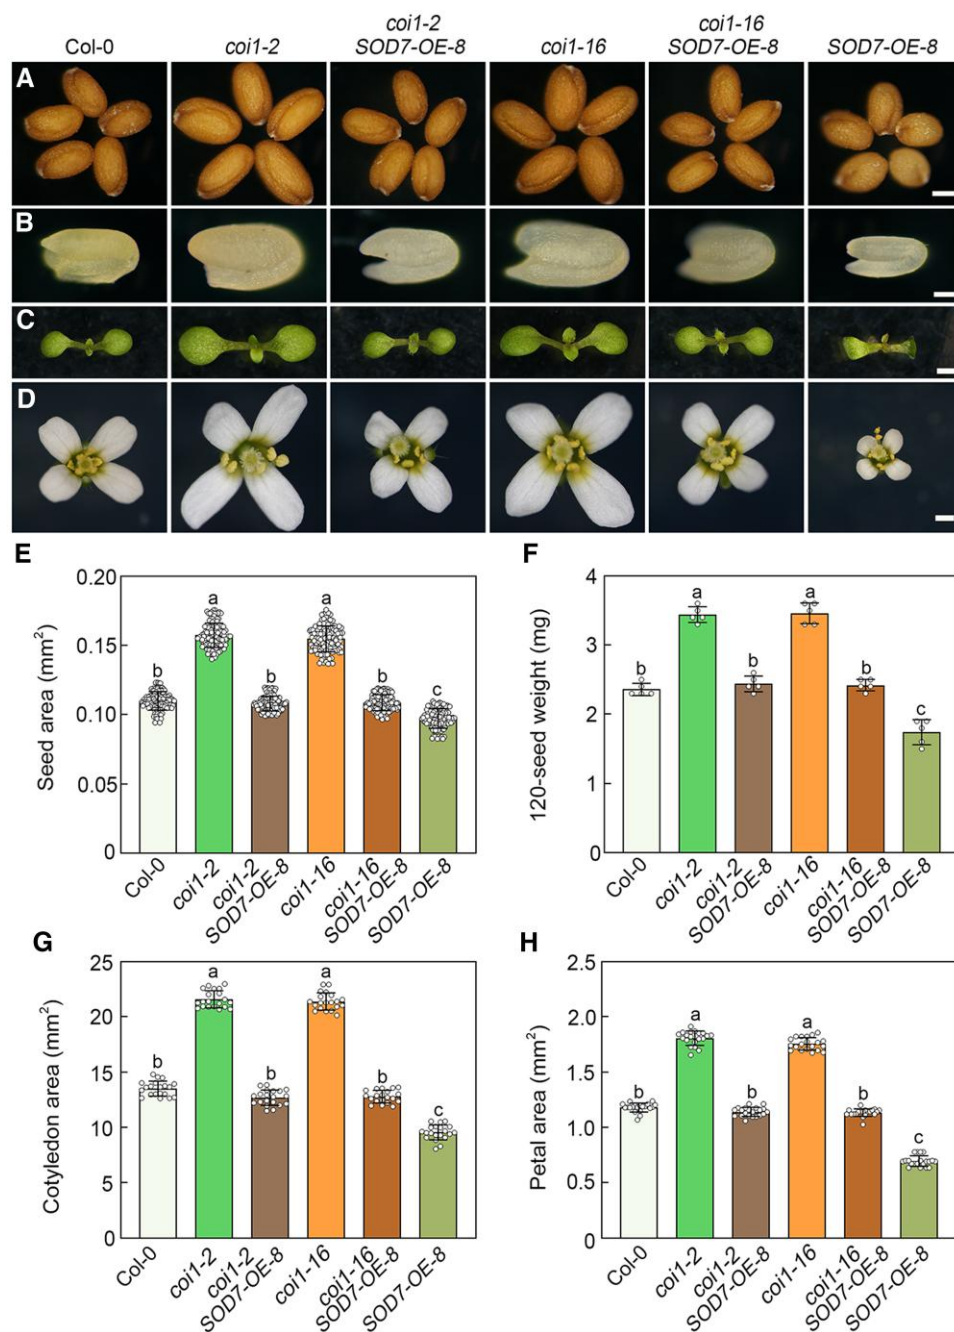 Col-0 coi1-2 coi1-2 SOD7-OE-8 coi1-16 coi1-16 SOD7-OE-8 SOD7-OE-8
A
B
C
D
E
Seed area (mm²)
0.20
0.15
0.10
0.05
0
b a b a b c
Col-0 coi1-2 coi1-2 SOD7-OE-8 coi1-16 coi1-16 SOD7-OE-8 SOD7-OE-8
F
120-seed weight (mg)
4
3
2
1
0
b a b a b c
Col-0 coi1-2 coi1-2 SOD7-OE-8 coi1-16 coi1-16 SOD7-OE-8 SOD7-OE-8
G
Cotyledon area (mm²)
25
20
15
10
5
0
b a b a b c
Col-0 coi1-2 coi1-2 SOD7-OE-8 coi1-16 coi1-16 SOD7-OE-8 SOD7-OE-8
H
Petal area (mm²)
2.5
2.0
1.5
1.0
0.5
0
b a b a b c
Col-0 coi1-2 coi1-2 SOD7-OE-8 coi1-16 coi1-16 SOD7-OE-8 SOD7-OE-8